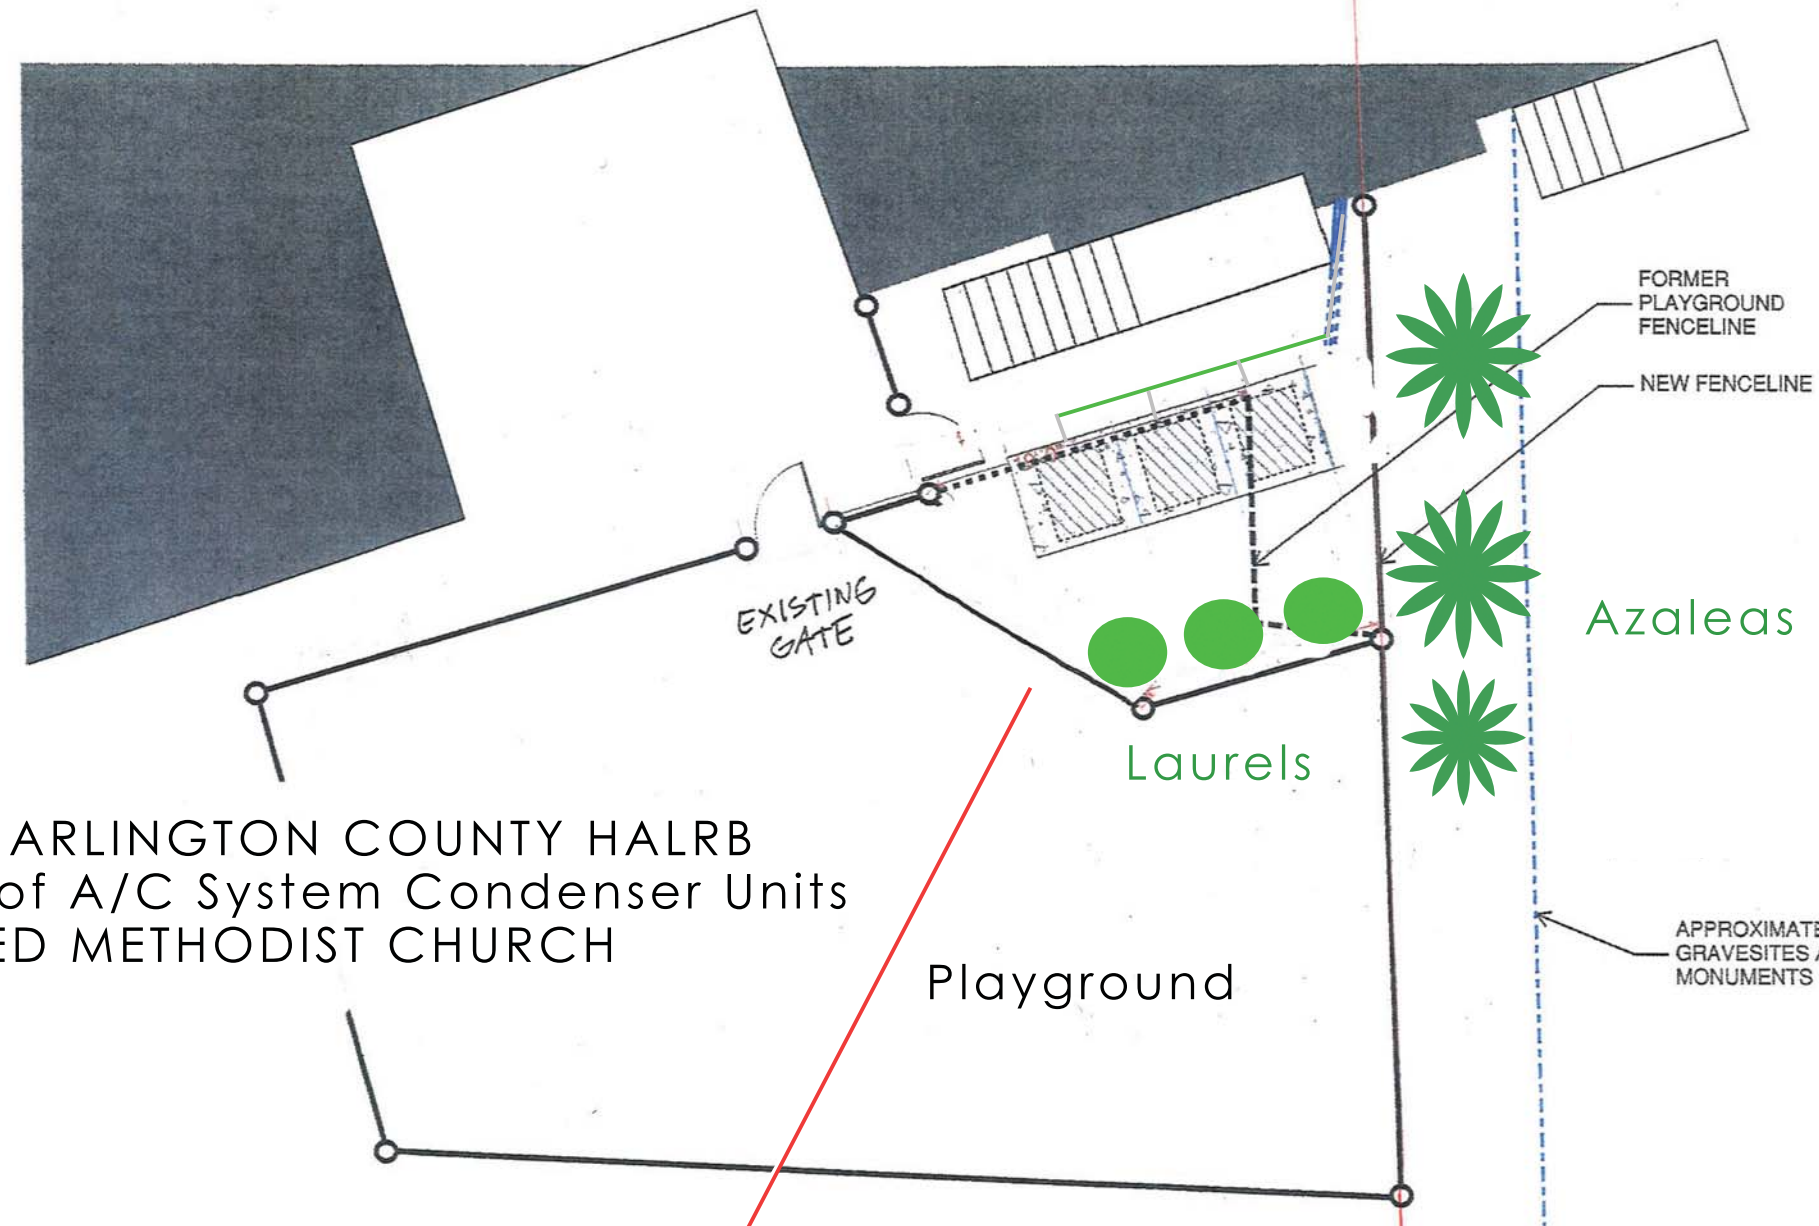 FORMER
PLAYGROUND
FENCELINE
NEW FENCELINE
EXISTING
GATE
Azaleas
Laurels
ARLINGTON COUNTY HALRB
of A/C System Condenser Units
ED METHODIST CHURCH
Playground
APPROXIMATE
GRAVESITES
MONUMENTS